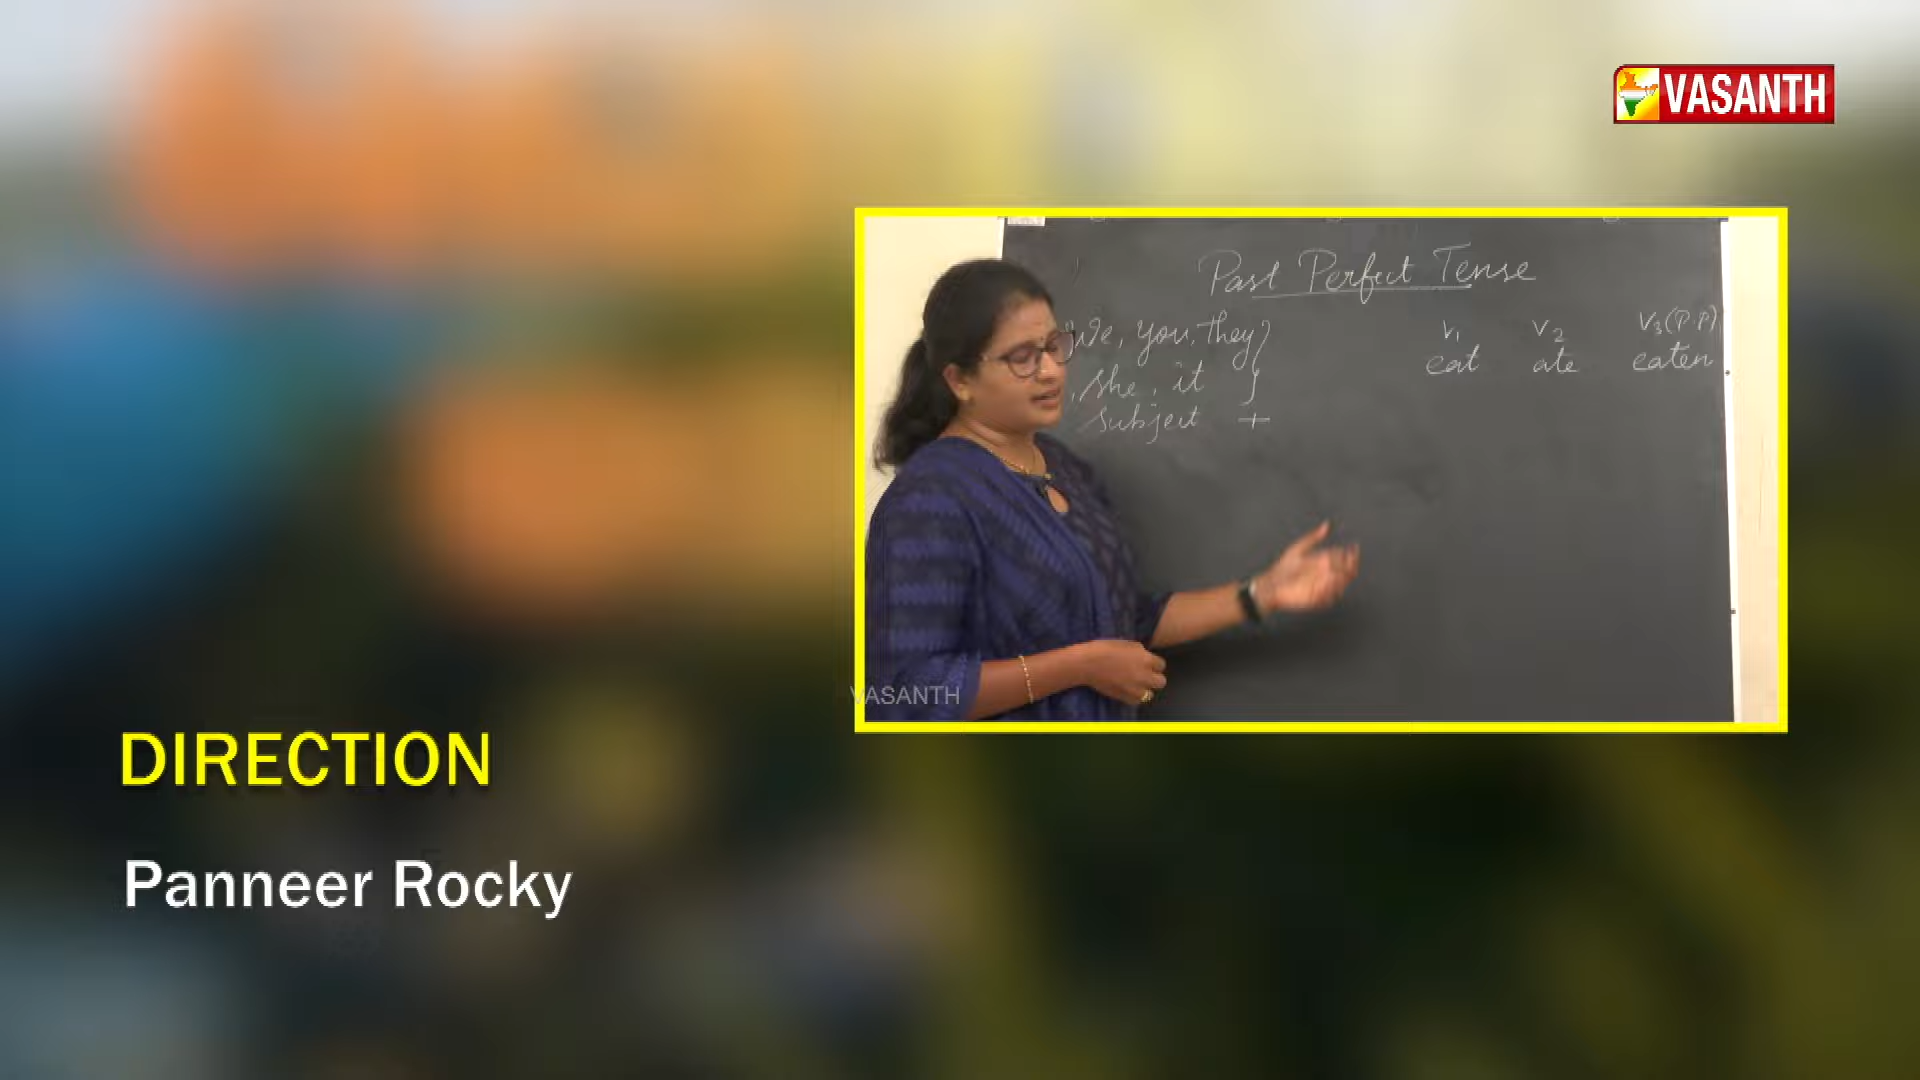 VASANTH
Past Perfect Tense
We, you, they
she, it
subject +
V1 V2 V3 (P.P)
eat ate eaten
VASANTH
DIRECTION
Panneer Rocky